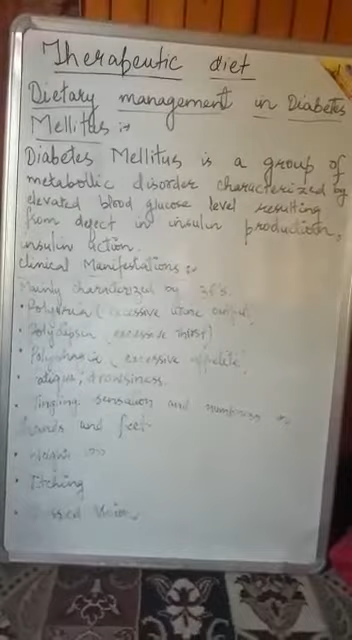 Therapeutic diet
Dietary management in Diabetes
Mellitus :-
Diabetes Mellitus is a group of
metabolic disorder characterized by
elevated blood glucose level resulting
from defect in insulin production,
insulin action.
Clinical Manifestations :-
Mainly characterized by 3P's.
• Polyuria (excessive urine output)
• Polydipsia (excessive thirst)
• Polyphagia (excessive appetite)
• fatigue, drowsiness.
• Tingling sensation and numbness in
hands and feet.
• Weight
• Itching
• Vision